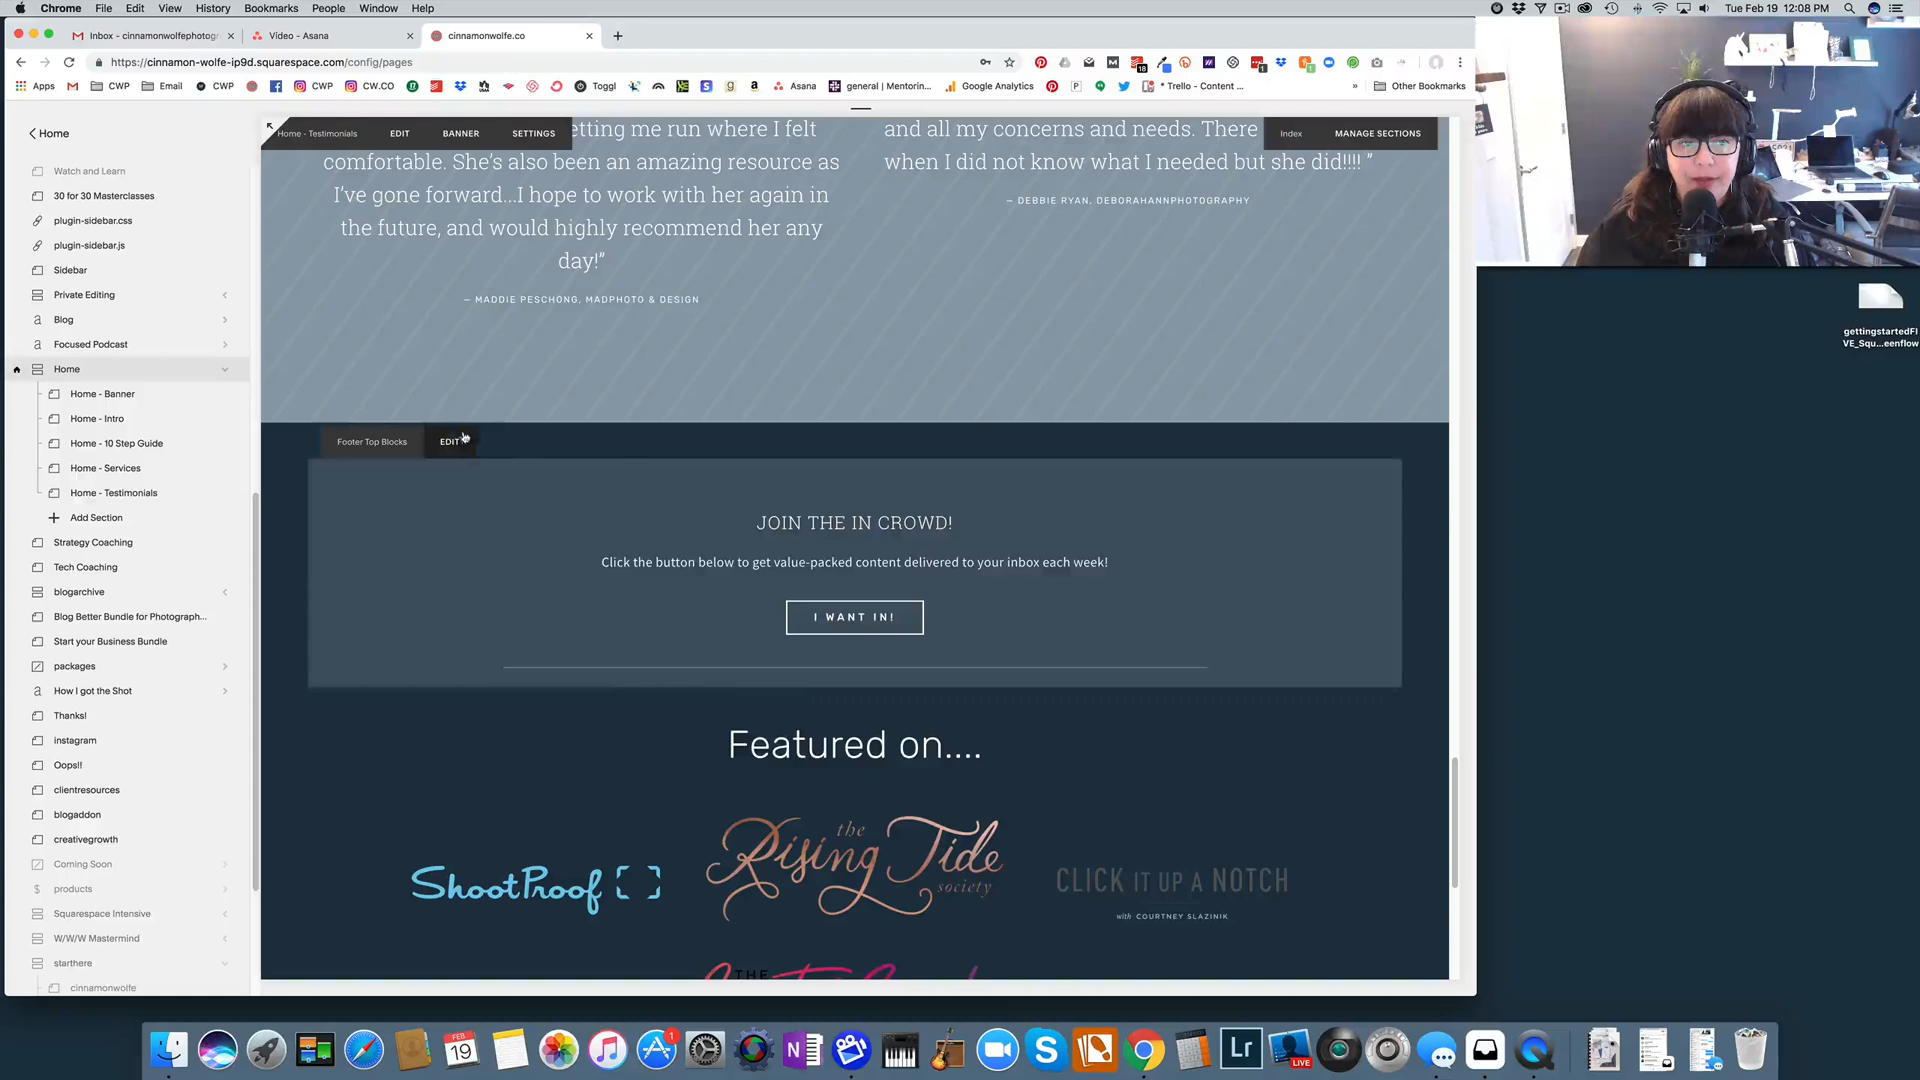 Chrome File Edit View History Bookmarks People Window Help
Tue Feb 19 12:08 PM
Inbox - cinnamonwolfephotogr
Video - Asana
cinnamonwolfe.co
https://cinnamon-wolfe-ip9d.squarespace.com/config/pages
18
1
Apps CWP Email CWP CWP CW.CO Toggl Asana general | Mentorin... Google Analytics * Trello - Content ... » Other Bookmarks
Home
Watch and Learn
30 for 30 Masterclasses
plugin-sidebar.css
plugin-sidebar.js
Sidebar
Private Editing
Blog
Focused Podcast
Home
Home - Banner
Home - Intro
Home - 10 Step Guide
Home - Services
Home - Testimonials
Add Section
Strategy Coaching
Tech Coaching
blogarchive
Blog Better Bundle for Photograph...
Start your Business Bundle
packages
How I got the Shot
Thanks!
instagram
Oops!!
clientresources
blogaddon
creativegrowth
Coming Soon
products
Squarespace Intensive
W/W/W Mastermind
starthere
cinnamonwolfe
Home - Testimonials EDIT BANNER SETTINGS
Index MANAGE SECTIONS
etting me run where I felt
comfortable. She's also been an amazing resource as
I've gone forward...I hope to work with her again in
the future, and would highly recommend her any
day!"
— MADDIE PESCHONG, MADPHOTO & DESIGN
and all my concerns and needs. There
when I did not know what I needed but she did!!!! "
— DEBBIE RYAN, DEBORAHANNPHOTOGRAPHY
Footer Top Blocks EDIT
JOIN THE IN CROWD!
Click the button below to get value-packed content delivered to your inbox each week!
I WANT IN!
Featured on....
ShootProof
the
Rising Tide
society
CLICK IT UP A NOTCH
with COURTNEY SLAZINIK
THE
gettingstartedFI
VE_Squ...eenflow
FEB
19
1
Lr
LIVE